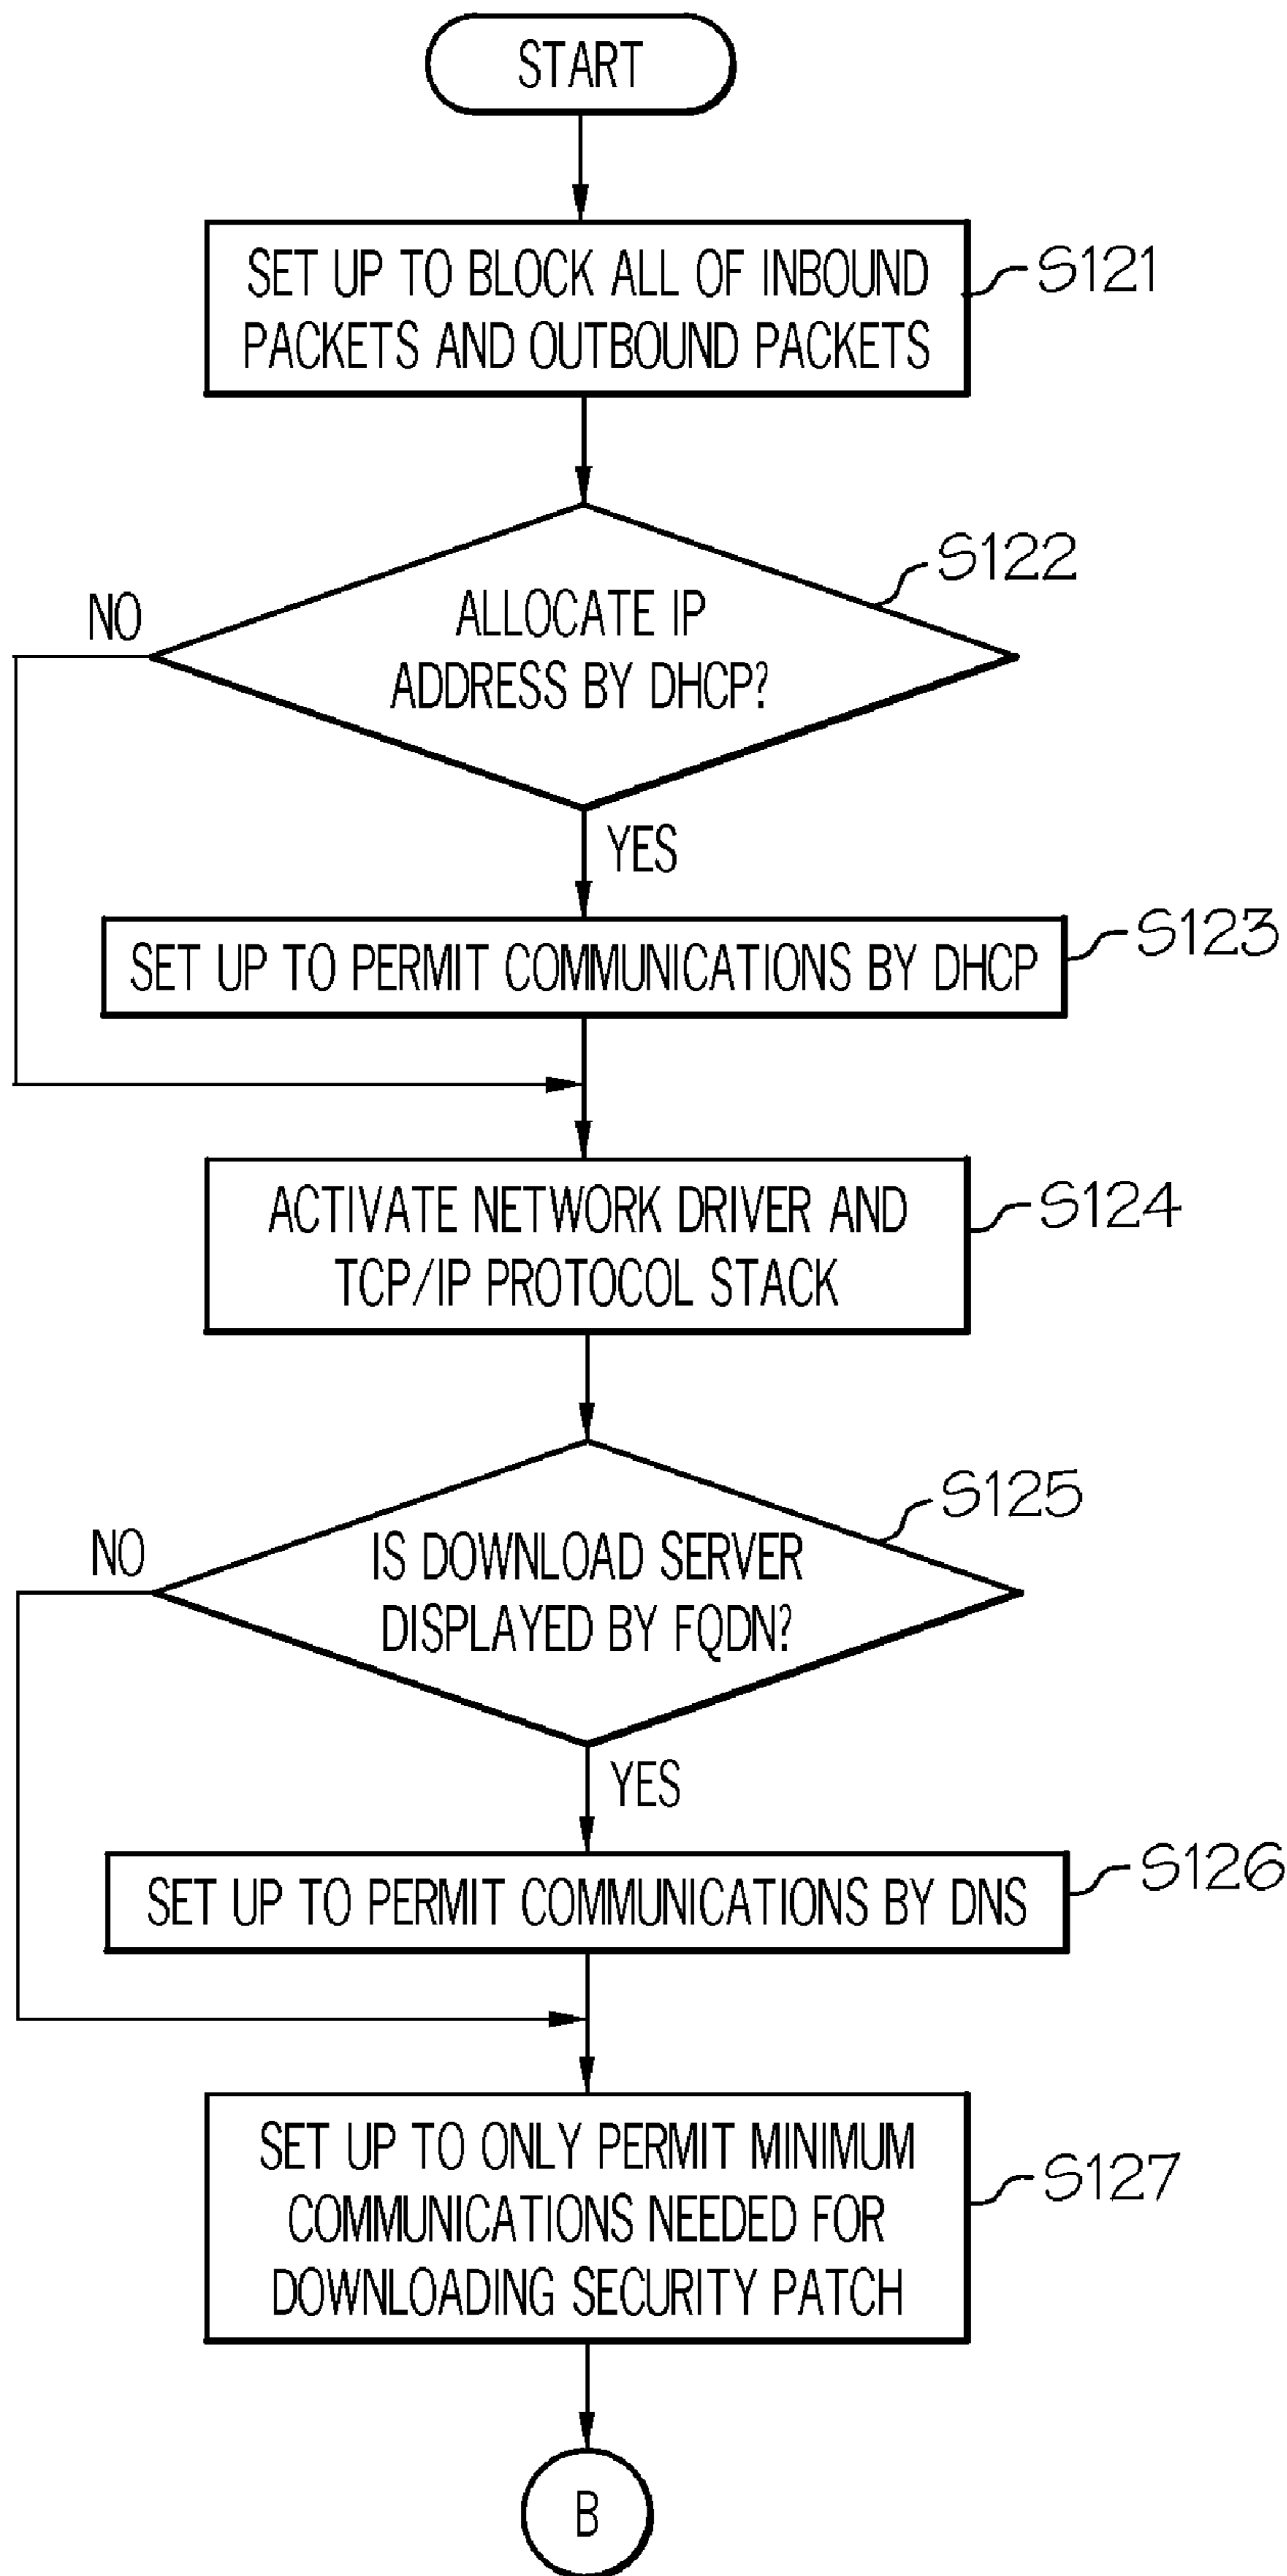 START
SET UP TO BLOCK ALL OF INBOUND
PACKETS AND OUTBOUND PACKETS
S121
ALLOCATE IP
ADDRESS BY DHCP?
S122
NO
YES
SET UP TO PERMIT COMMUNICATIONS BY DHCP
S123
ACTIVATE NETWORK DRIVER AND
TCP/IP PROTOCOL STACK
S124
IS DOWNLOAD SERVER
DISPLAYED BY FQDN?
S125
NO
YES
SET UP TO PERMIT COMMUNICATIONS BY DNS
S126
SET UP TO ONLY PERMIT MINIMUM
COMMUNICATIONS NEEDED FOR
DOWNLOADING SECURITY PATCH
S127
B